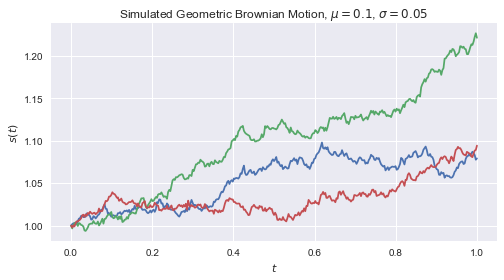 Simulated Geometric Brownian Motion, μ = 0.1, σ = 0.05
1.20
1.15
1.10
1.05
1.00
s(t)
0.0 0.2 0.4 0.6 0.8 1.0
t